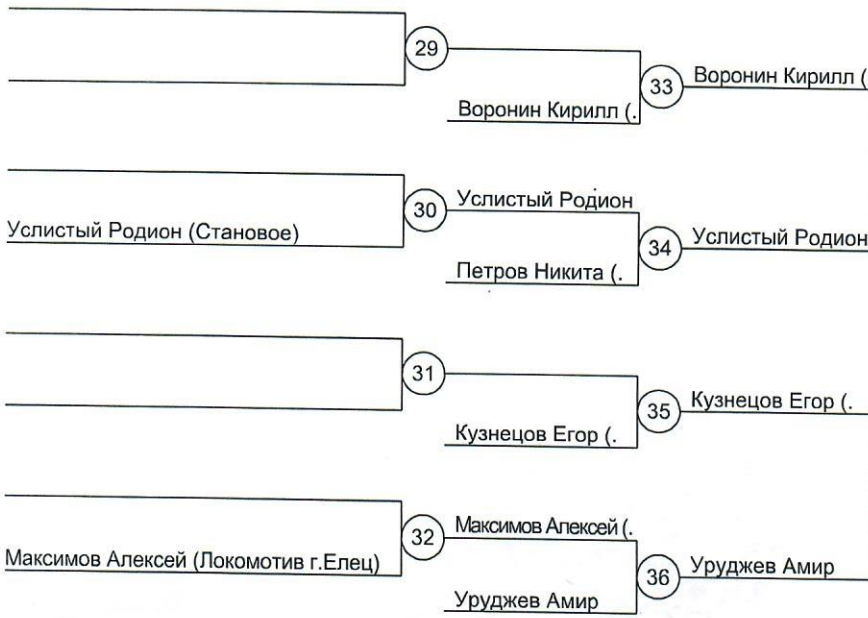 29
Воронин Кирилл (
33
Воронин Кирилл (.
Услистый Родион
30
Услистый Родион (Становое)
Услистый Родион
34
Петров Никита (.
31
Кузнецов Егор (.
35
Кузнецов Егор (.
Максимов Алексей (.
32
Максимов Алексей (Локомотив г.Елец)
Уруджев Амир
36
Уруджев Амир